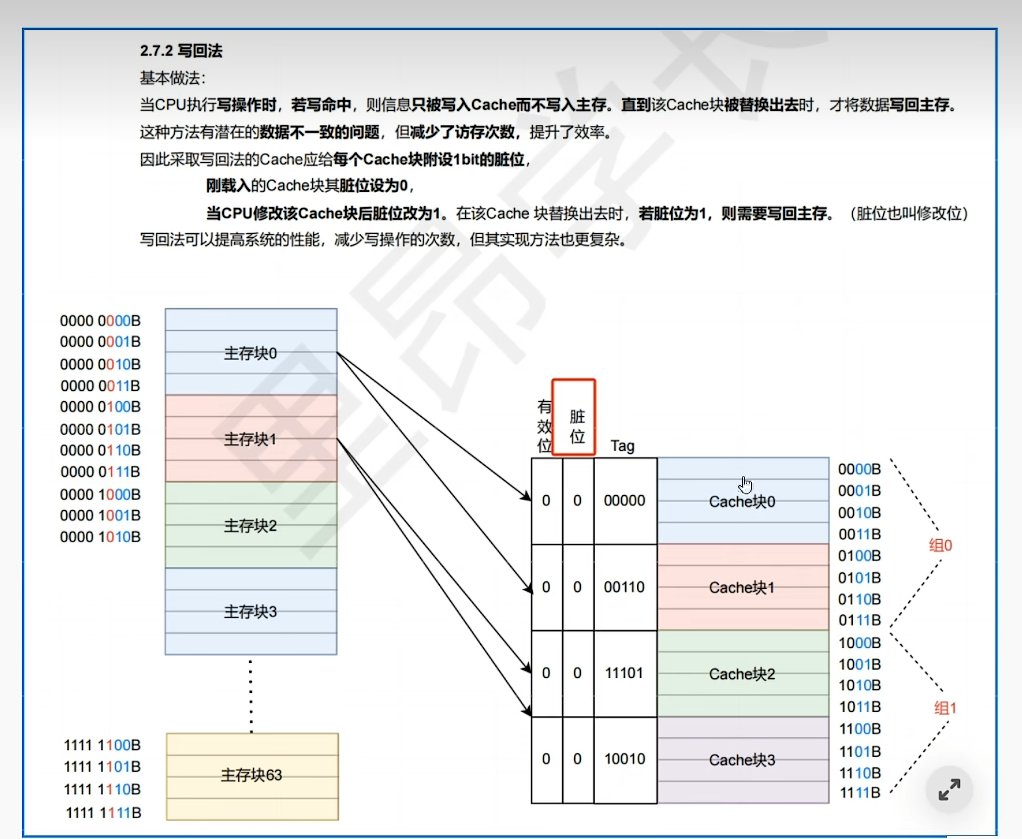 2.7.2 写回法
基本做法：
当CPU执行写操作时，若写命中，则信息只被写入Cache而不写入主存。直到该Cache块被替换出去时，才将数据写回主存。
这种方法有潜在的数据不一致的问题，但减少了访存次数，提升了效率。
因此采取写回法的Cache应给每个Cache块附设1bit的脏位，
刚载入的Cache块其脏位设为0，
当CPU修改该Cache块后脏位改为1。在该Cache 块替换出去时，若脏位为1，则需要写回主存。（脏位也叫修改位）
写回法可以提高系统的性能，减少写操作的次数，但其实现方法也更复杂。
0000 0000B
0000 0001B
0000 0010B
0000 0011B
0000 0100B
0000 0101B
0000 0110B
0000 0111B
0000 1000B
0000 1001B
0000 1010B
主存块0
主存块1
主存块2
主存块3
1111 1100B
1111 1101B
1111 1110B
1111 1111B
主存块63
有效位
脏位
Tag
0 0 00000 Cache块0
0 0 00110 Cache块1
0 0 11101 Cache块2
0 0 10010 Cache块3
0000B
0001B
0010B
0011B
0100B
0101B
0110B
0111B
1000B
1001B
1010B
1011B
1100B
1101B
1110B
1111B
组0
组1
里昂学长